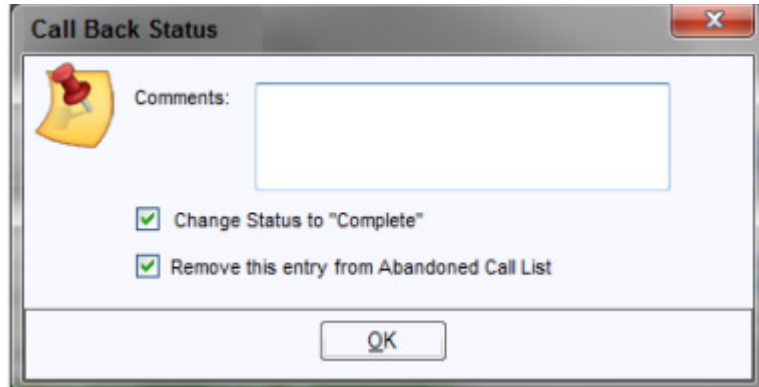 Call Back Status
Comments:
Change Status to "Complete"
Remove this entry from Abandoned Call List
OK